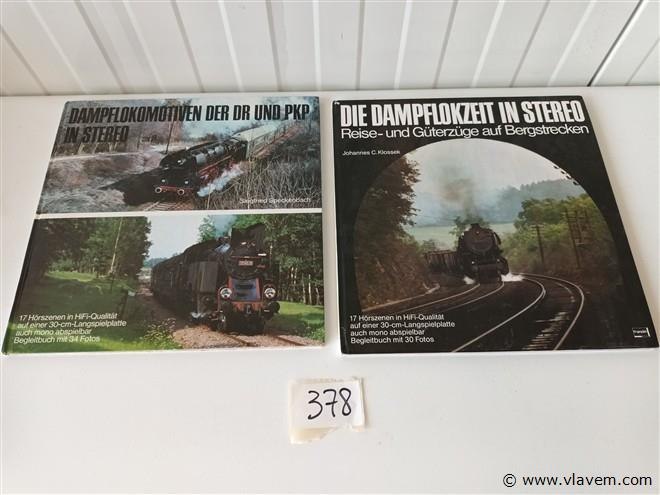 DAMPFLOKOMOTIVEN DER DR UND PKP
IN STEREO
Siegfried Speckenbach
17 Hörszenen in HiFi-Qualität
auf einer 30-cm-Langspielplatte
auch mono abspielbar
Begleitbuch mit 34 Fotos
DIE DAMPFLOKZEIT IN STEREO
Reise- und Güterzüge auf Bergstrecken
Johannes C. Klossek
17 Hörszenen in HiFi-Qualität
auf einer 30-cm-Langspielplatte
auch mono abspielbar
Begleitbuch mit 30 Fotos
378
© www.vlavem.com